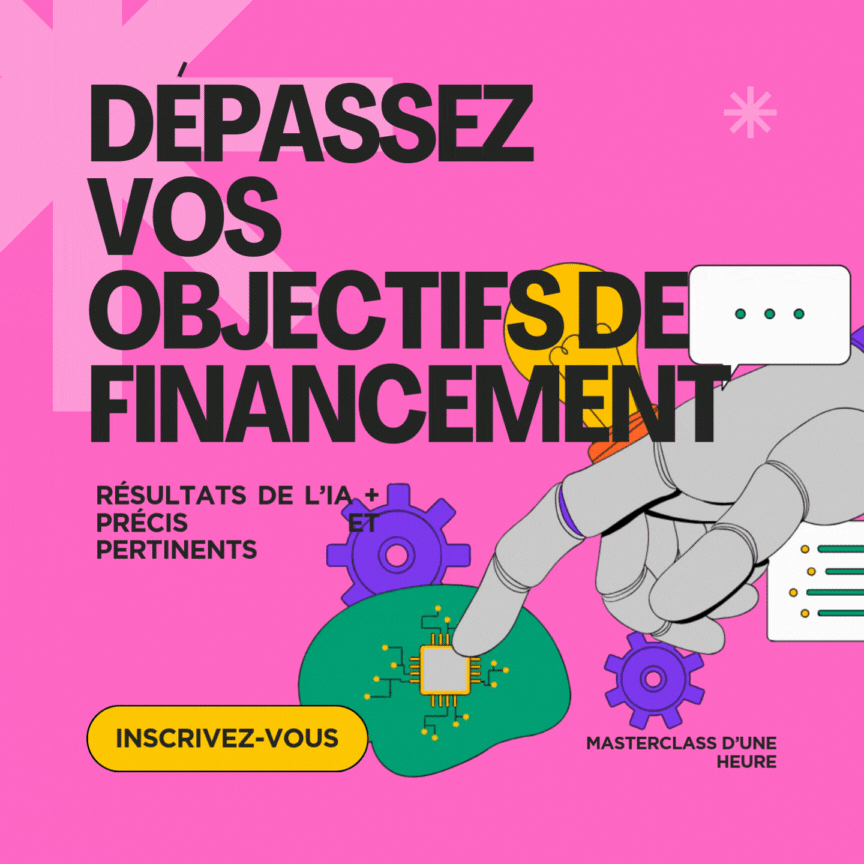 DÉPASSEZ
VOS
OBJECTIFS DE
FINANCEMENT
RÉSULTATS DE L'IA +
PRÉCIS ET
PERTINENTS
INSCRIVEZ-VOUS
MASTERCLASS D'UNE
HEURE